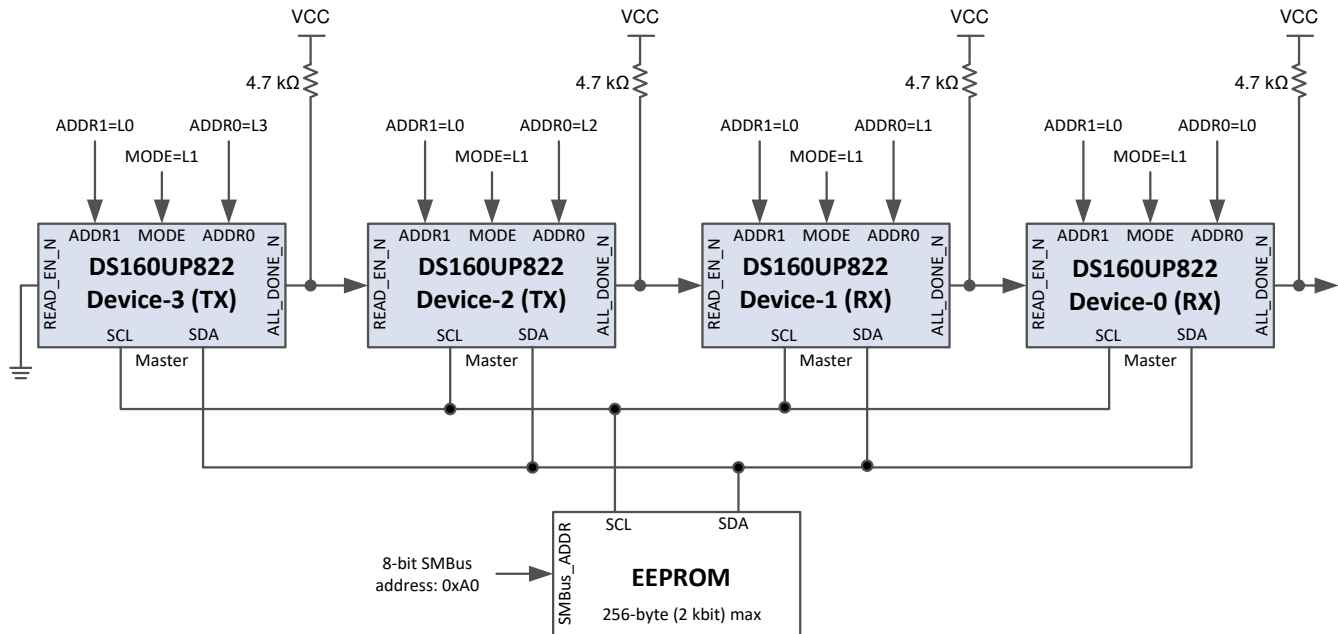 VCC
VCC
VCC
VCC
4.7 kΩ
4.7 kΩ
4.7 kΩ
4.7 kΩ
ADDR1=L0
ADDR0=L3
MODE=L1
ADDR1=L0
ADDR0=L2
MODE=L1
ADDR1=L0
ADDR0=L1
MODE=L1
ADDR1=L0
ADDR0=L0
MODE=L1
READ_EN_N
ADDR1 MODE ADDR0
DS160UP822
Device-3 (TX)
SCL SDA
ALL_DONE_N
Master
READ_EN_N
ADDR1 MODE ADDR0
DS160UP822
Device-2 (TX)
SCL SDA
ALL_DONE_N
Master
READ_EN_N
ADDR1 MODE ADDR0
DS160UP822
Device-1 (RX)
SCL SDA
ALL_DONE_N
Master
READ_EN_N
ADDR1 MODE ADDR0
DS160UP822
Device-0 (RX)
SCL SDA
ALL_DONE_N
Master
8-bit SMBus
address: 0xA0
SMBus_ADDR
SCL SDA
EEPROM
256-byte (2 kbit) max